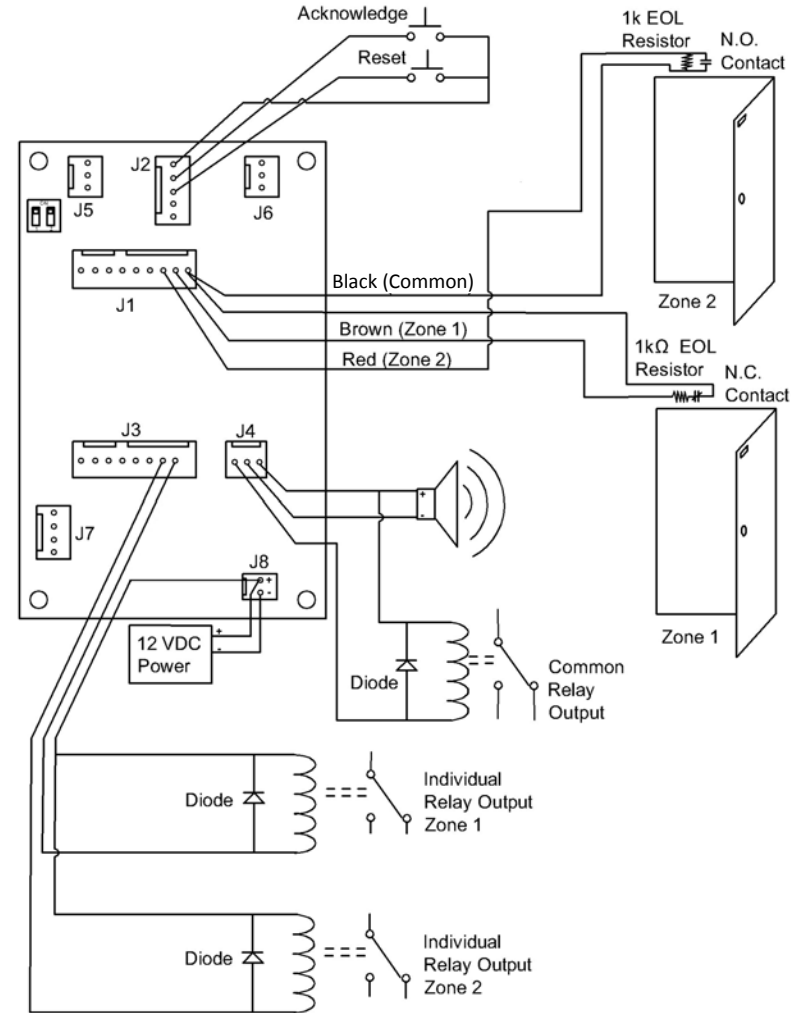 Acknowledge
Reset
1k EOL
Resistor
N.O.
Contact
J2
J5
J6
ON
J1
Black (Common)
Brown (Zone 1)
Red (Zone 2)
Zone 2
1kΩ EOL
Resistor
N.C.
Contact
J3
J4
+
-
J7
J8
+
-
12 VDC
Power
+
-
Zone 1
Diode
Common
Relay
Output
Diode
Individual
Relay Output
Zone 1
Diode
Individual
Relay Output
Zone 2